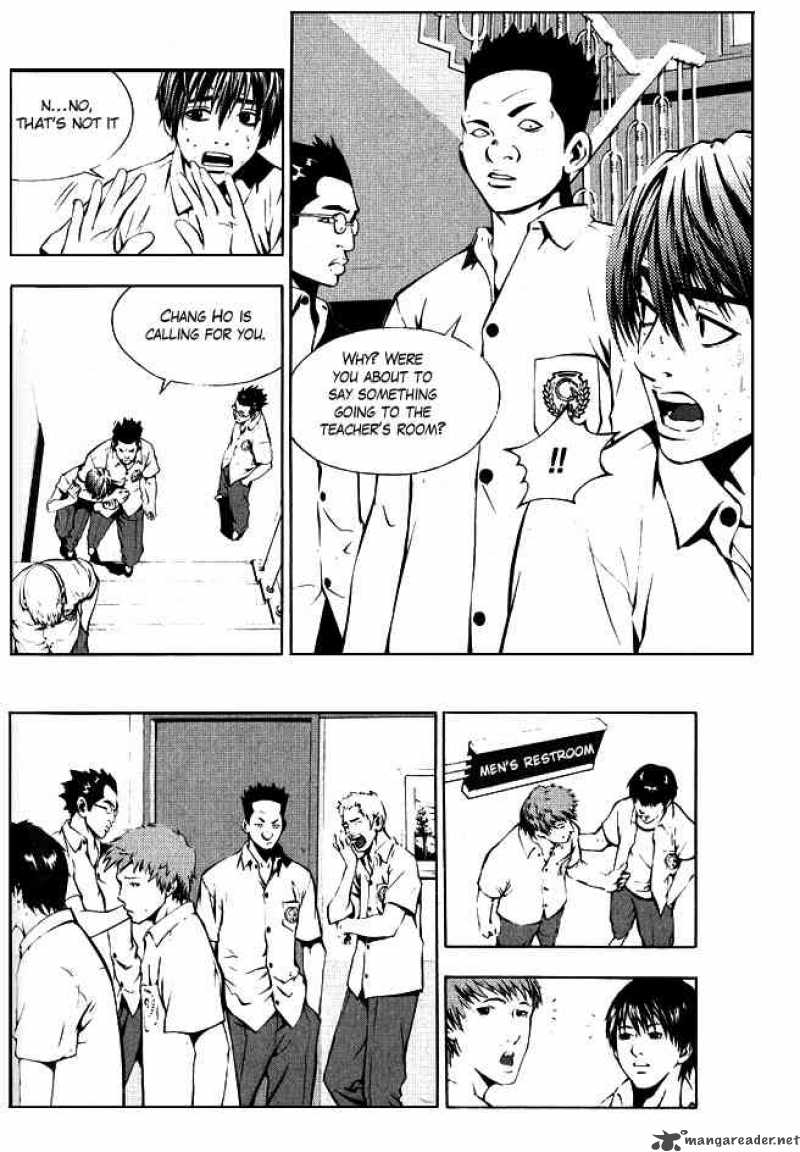 WHY? WERE
YOU ABOUT TO
SAY SOMETHING
GOING TO THE
TEACHER'S ROOM?
!!
N...NO,
THAT'S NOT IT
CHANG HO IS
CALLING FOR YOU.
MEN'S RESTROOM
mangareader.net